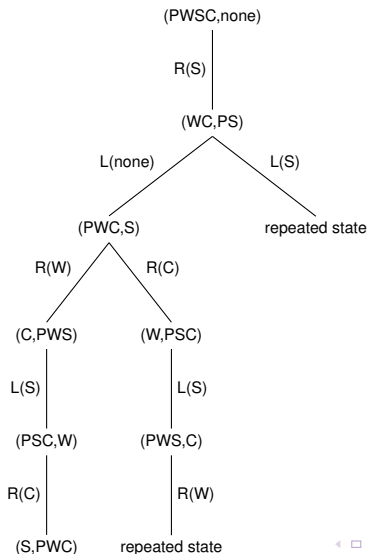 (PWSC,none)
R(S)
(WC,PS)
L(none) L(S)
(PWC,S) repeated state
R(W) R(C)
(C,PWS) (W,PSC)
L(S) L(S)
(PSC,W) (PWS,C)
R(C) R(W)
(S,PWC) repeated state